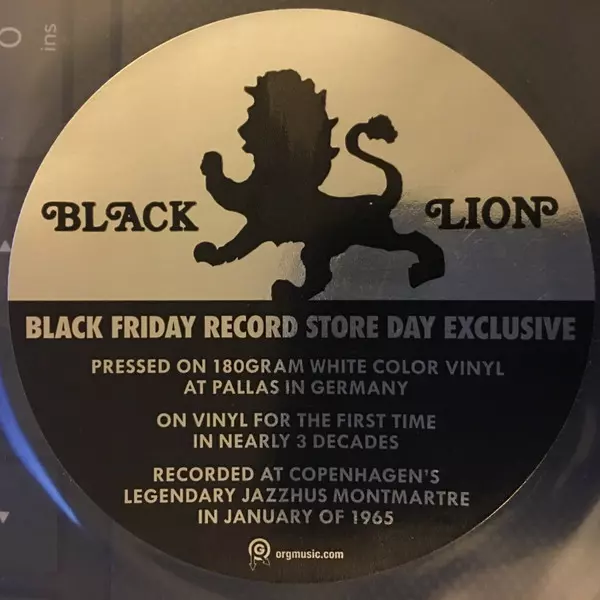 ins
BLACK LION
BLACK FRIDAY RECORD STORE DAY EXCLUSIVE
PRESSED ON 180GRAM WHITE COLOR VINYL
AT PALLAS IN GERMANY
ON VINYL FOR THE FIRST TIME
IN NEARLY 3 DECADES
RECORDED AT COPENHAGEN'S
LEGENDARY JAZZHUS MONTMARTRE
IN JANUARY OF 1965
G orgmusic.com